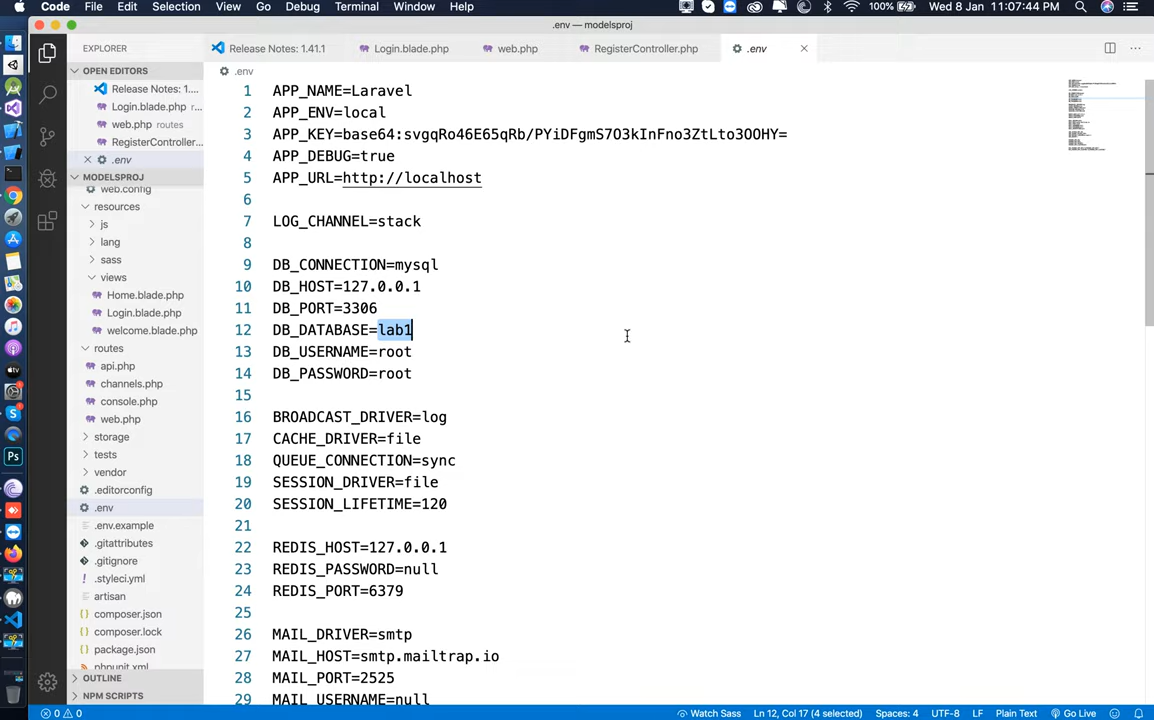 Code File Edit Selection View Go Debug Terminal Window Help 100% Wed 8 Jan 11:07:44 PM
.env — modelsproj
EXPLORER
Release Notes: 1.41.1
Login.blade.php
web.php
RegisterController.php
.env
OPEN EDITORS
Release Notes: 1....
Login.blade.php r...
web.php routes
RegisterController...
.env
MODELSPROJ
web.config
resources
js
lang
sass
views
Home.blade.php
Login.blade.php
welcome.blade.php
routes
api.php
channels.php
console.php
web.php
storage
tests
vendor
.editorconfig
.env
.env.example
.gitattributes
.gitignore
.styleci.yml
artisan
composer.json
composer.lock
package.json
phpunit.xml
OUTLINE
NPM SCRIPTS
.env
1 APP_NAME=Laravel
2 APP_ENV=local
3 APP_KEY=base64:svgqRo46E65qRb/PYiDFgmS7O3kInFno3ZtLto3OOHY=
4 APP_DEBUG=true
5 APP_URL=http://localhost
6
7 LOG_CHANNEL=stack
8
9 DB_CONNECTION=mysql
10 DB_HOST=127.0.0.1
11 DB_PORT=3306
12 DB_DATABASE=lab1
13 DB_USERNAME=root
14 DB_PASSWORD=root
15
16 BROADCAST_DRIVER=log
17 CACHE_DRIVER=file
18 QUEUE_CONNECTION=sync
19 SESSION_DRIVER=file
20 SESSION_LIFETIME=120
21
22 REDIS_HOST=127.0.0.1
23 REDIS_PASSWORD=null
24 REDIS_PORT=6379
25
26 MAIL_DRIVER=smtp
27 MAIL_HOST=smtp.mailtrap.io
28 MAIL_PORT=2525
29 MAIL_USERNAME=null
Ps
0 0 Watch Sass Ln 12, Col 17 (4 selected) Spaces: 4 UTF-8 LF Plain Text Go Live